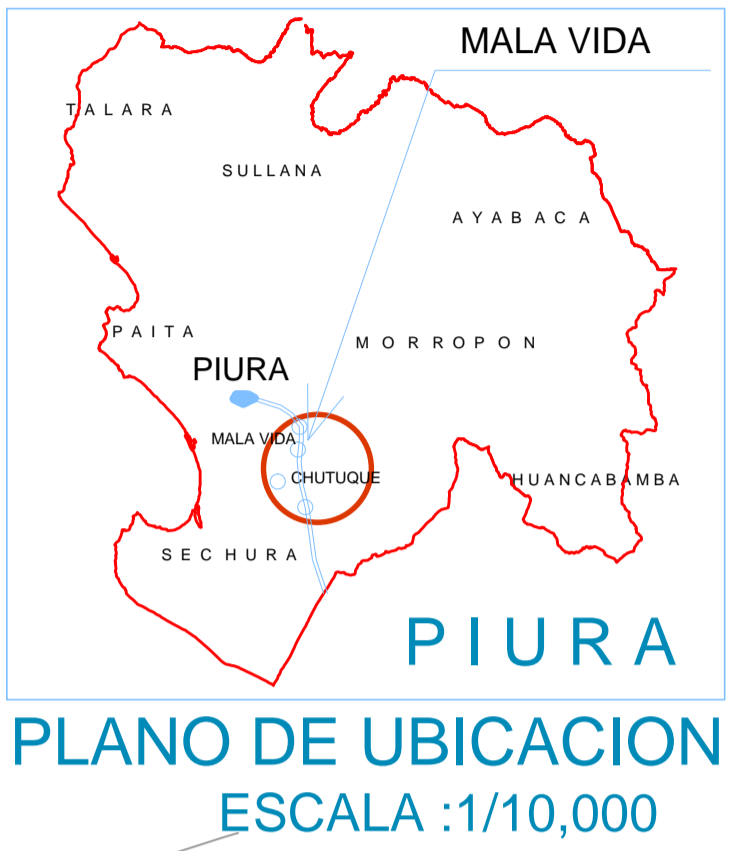 MALA VIDA
TALARA
SULLANA
AYABACA
PAITA
MORROPON
PIURA
MALA VIDA
CHUTUQUE
HUANCABAMBA
SECHURA
PIURA
PLANO DE UBICACION
ESCALA :1/10,000